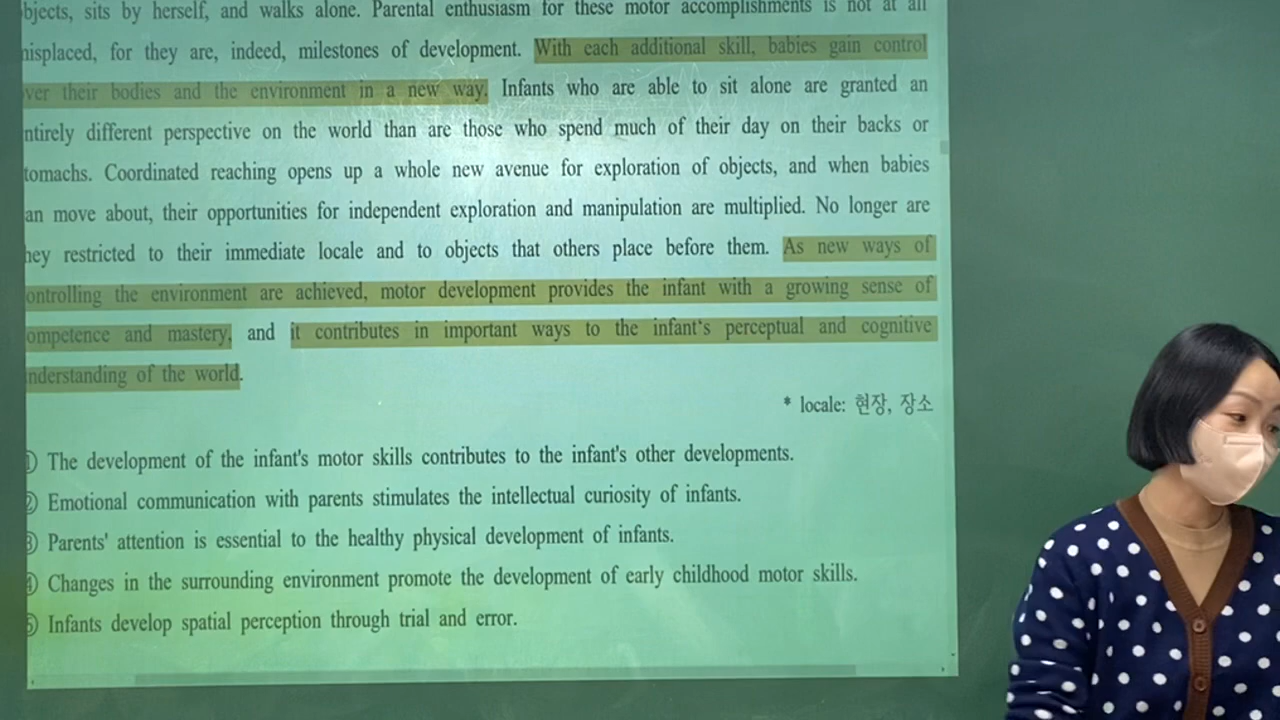 bjects, sits by herself, and walks alone. Parental enthusiasm for these motor accomplishments is not at all
isplaced, for they are, indeed, milestones of development. With each additional skill, babies gain control
ver their bodies and the environment in a new way. Infants who are able to sit alone are granted an
ntirely different perspective on the world than are those who spend much of their day on their backs or
tomachs. Coordinated reaching opens up a whole new avenue for exploration of objects, and when babies
an move about, their opportunities for independent exploration and manipulation are multiplied. No longer are
hey restricted to their immediate locale and to objects that others place before them. As new ways of
ontrolling the environment are achieved, motor development provides the infant with a growing sense of
ompetence and mastery, and it contributes in important ways to the infant's perceptual and cognitive
nderstanding of the world.
* locale: 현장, 장소
① The development of the infant's motor skills contributes to the infant's other developments.
② Emotional communication with parents stimulates the intellectual curiosity of infants.
③ Parents' attention is essential to the healthy physical development of infants.
④ Changes in the surrounding environment promote the development of early childhood motor skills.
⑤ Infants develop spatial perception through trial and error.